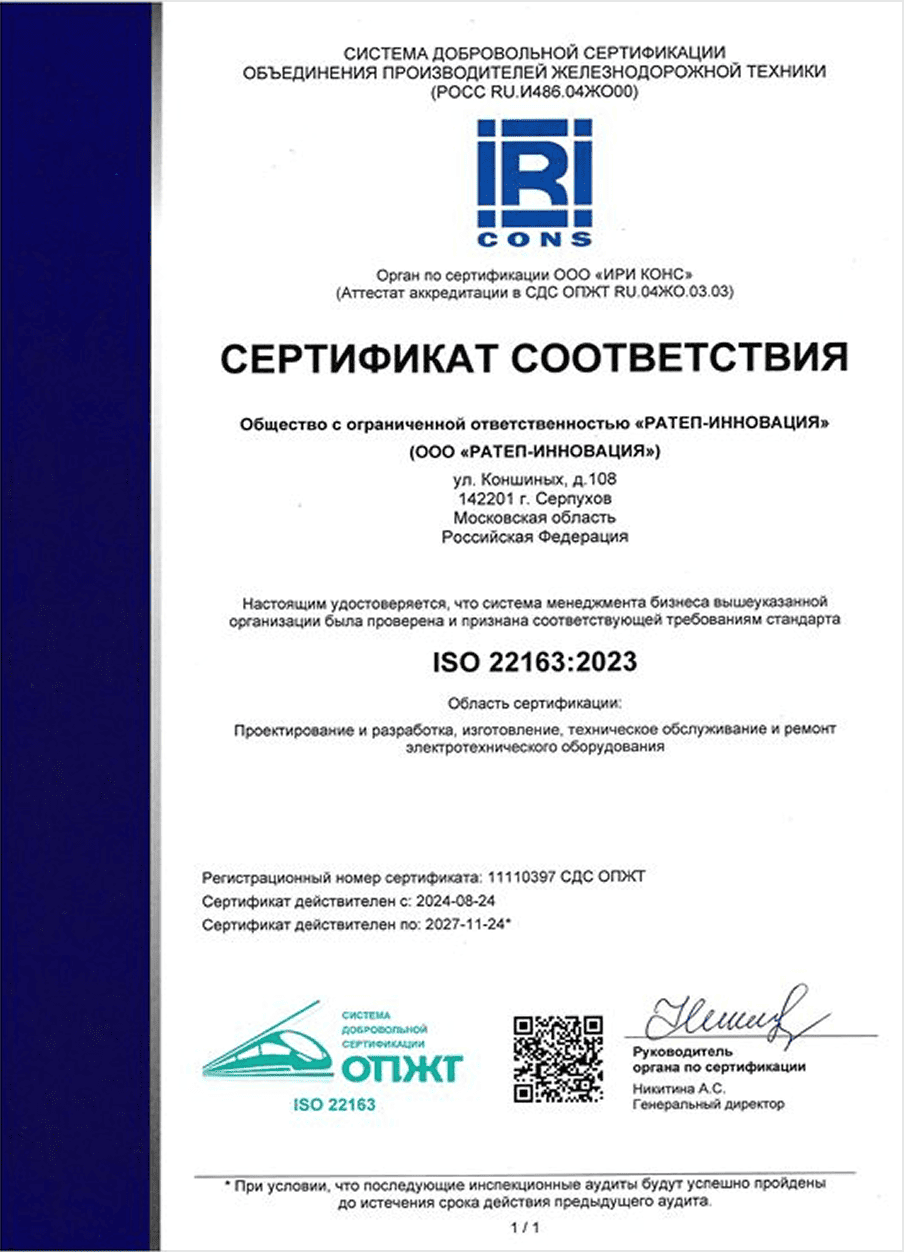 СИСТЕМА ДОБРОВОЛЬНОЙ СЕРТИФИКАЦИИ
ОБЪЕДИНЕНИЯ ПРОИЗВОДИТЕЛЕЙ ЖЕЛЕЗНОДОРОЖНОЙ ТЕХНИКИ
(РОСС RU.И486.04ЖО00)
IRI
CONS
Орган по сертификации ООО «ИРИ КОНС»
(Аттестат аккредитации в СДС ОПЖТ RU.04ЖО.03.03)
СЕРТИФИКАТ СООТВЕТСТВИЯ
Общество с ограниченной ответственностью «РАТЕП-ИННОВАЦИЯ»
(ООО «РАТЕП-ИННОВАЦИЯ»)
ул. Коншиных, д.108
142201 г. Серпухов
Московская область
Российская Федерация
Настоящим удостоверяется, что система менеджмента бизнеса вышеуказанной
организации была проверена и признана соответствующей требованиям стандарта
ISO 22163:2023
Область сертификации:
Проектирование и разработка, изготовление, техническое обслуживание и ремонт
электротехнического оборудования
Регистрационный номер сертификата: 11110397 СДС ОПЖТ
Сертификат действителен с: 2024-08-24
Сертификат действителен по: 2027-11-24*
СИСТЕМА
ДОБРОВОЛЬНОЙ
СЕРТИФИКАЦИИ
ОПЖТ
ISO 22163
Руководитель
органа по сертификации
Никитина А.С.
Генеральный директор
* При условии, что последующие инспекционные аудиты будут успешно пройдены
до истечения срока действия предыдущего аудита.
1 / 1